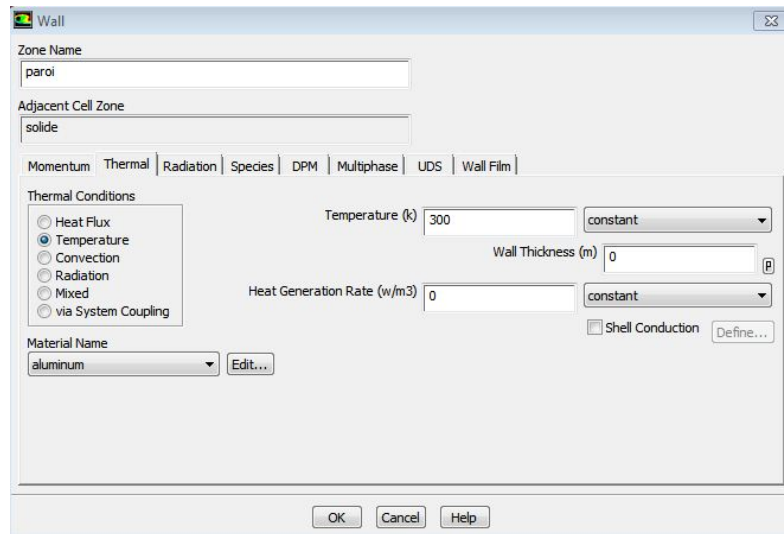 Wall
Zone Name
paroi
Adjacent Cell Zone
solide
Momentum Thermal Radiation Species DPM Multiphase UDS Wall Film
Thermal Conditions
Heat Flux
Temperature
Convection
Radiation
Mixed
via System Coupling
Temperature (k) 300 constant
Wall Thickness (m) 0 P
Heat Generation Rate (w/m3) 0 constant
Shell Conduction Define...
Material Name
aluminum Edit...
OK Cancel Help